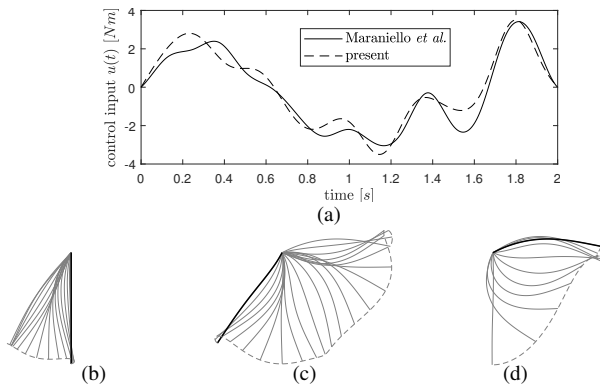 control input u(t) [Nm]
4
2
0
-2
-4
Maraniello et al.
present
0 0.2 0.4 0.6 0.8 1 1.2 1.4 1.6 1.8 2
time [s]
(a)
(b) (c) (d)